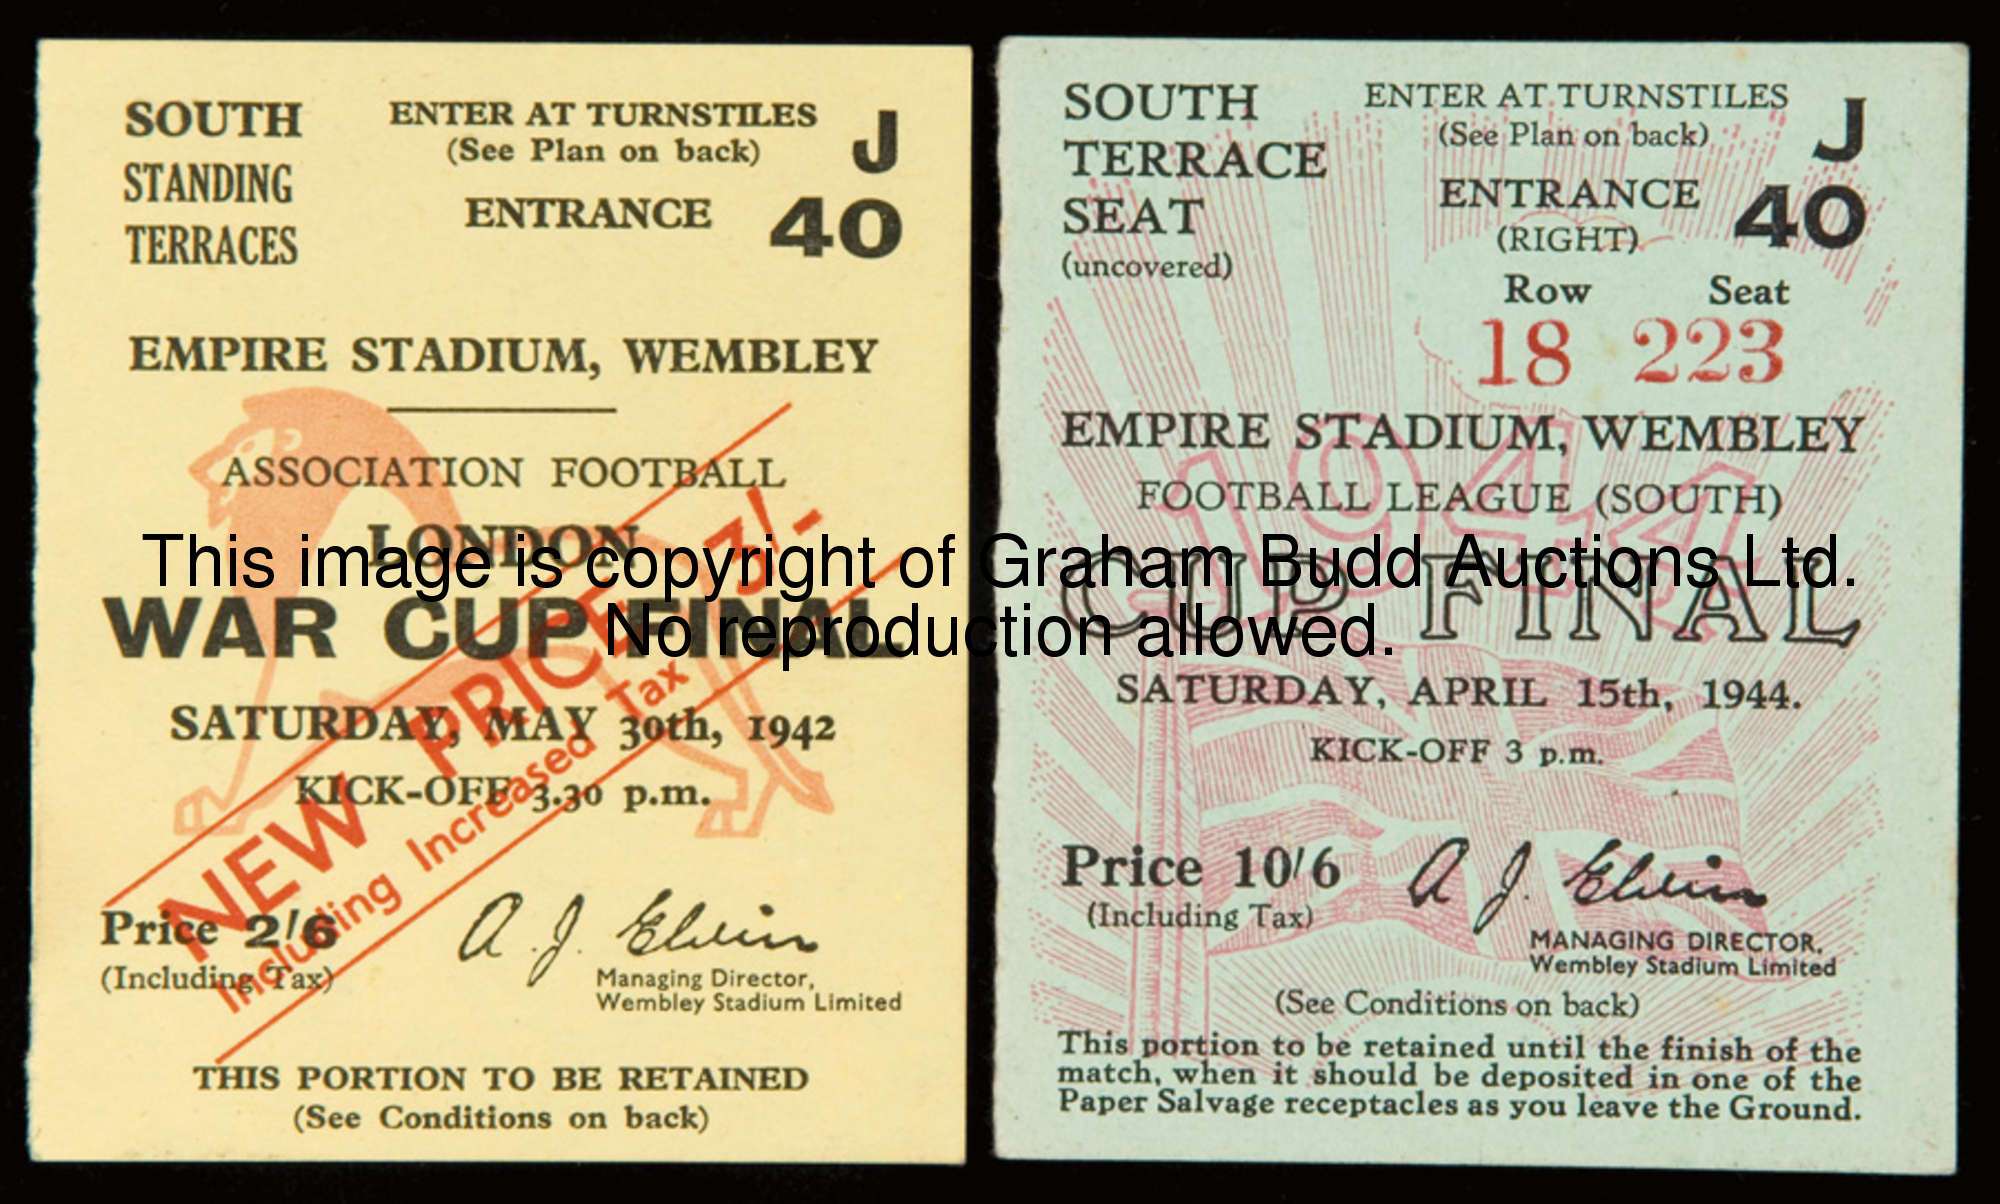 SOUTH
STANDING
TERRACES
ENTER AT TURNSTILES
(See Plan on back)
J
ENTRANCE
40
EMPIRE STADIUM, WEMBLEY
ASSOCIATION FOOTBALL
LONDON
WAR CUP FINAL
SATURDAY, MAY 30th, 1942
KICK-OFF 3.30 p.m.
NEW PRICE 3/-
Including Increased Tax
Price 2/6
(Including Tax)
A. J. Elvin
Managing Director,
Wembley Stadium Limited
THIS PORTION TO BE RETAINED
(See Conditions on back)
SOUTH
TERRACE
SEAT
(uncovered)
ENTER AT TURNSTILES
(See Plan on back)
J
ENTRANCE
40
(RIGHT)
Row Seat
18 223
EMPIRE STADIUM, WEMBLEY
1944
FOOTBALL LEAGUE (SOUTH)
CUP FINAL
SATURDAY, APRIL 15th, 1944.
KICK-OFF 3 p.m.
Price 10/6
(Including Tax)
A. J. Elvin
MANAGING DIRECTOR,
Wembley Stadium Limited
(See Conditions on back)
This portion to be retained until the finish of the
match, when it should be deposited in one of the
Paper Salvage receptacles as you leave the Ground.
This image is copyright of Graham Budd Auctions Ltd.
No reproduction allowed.